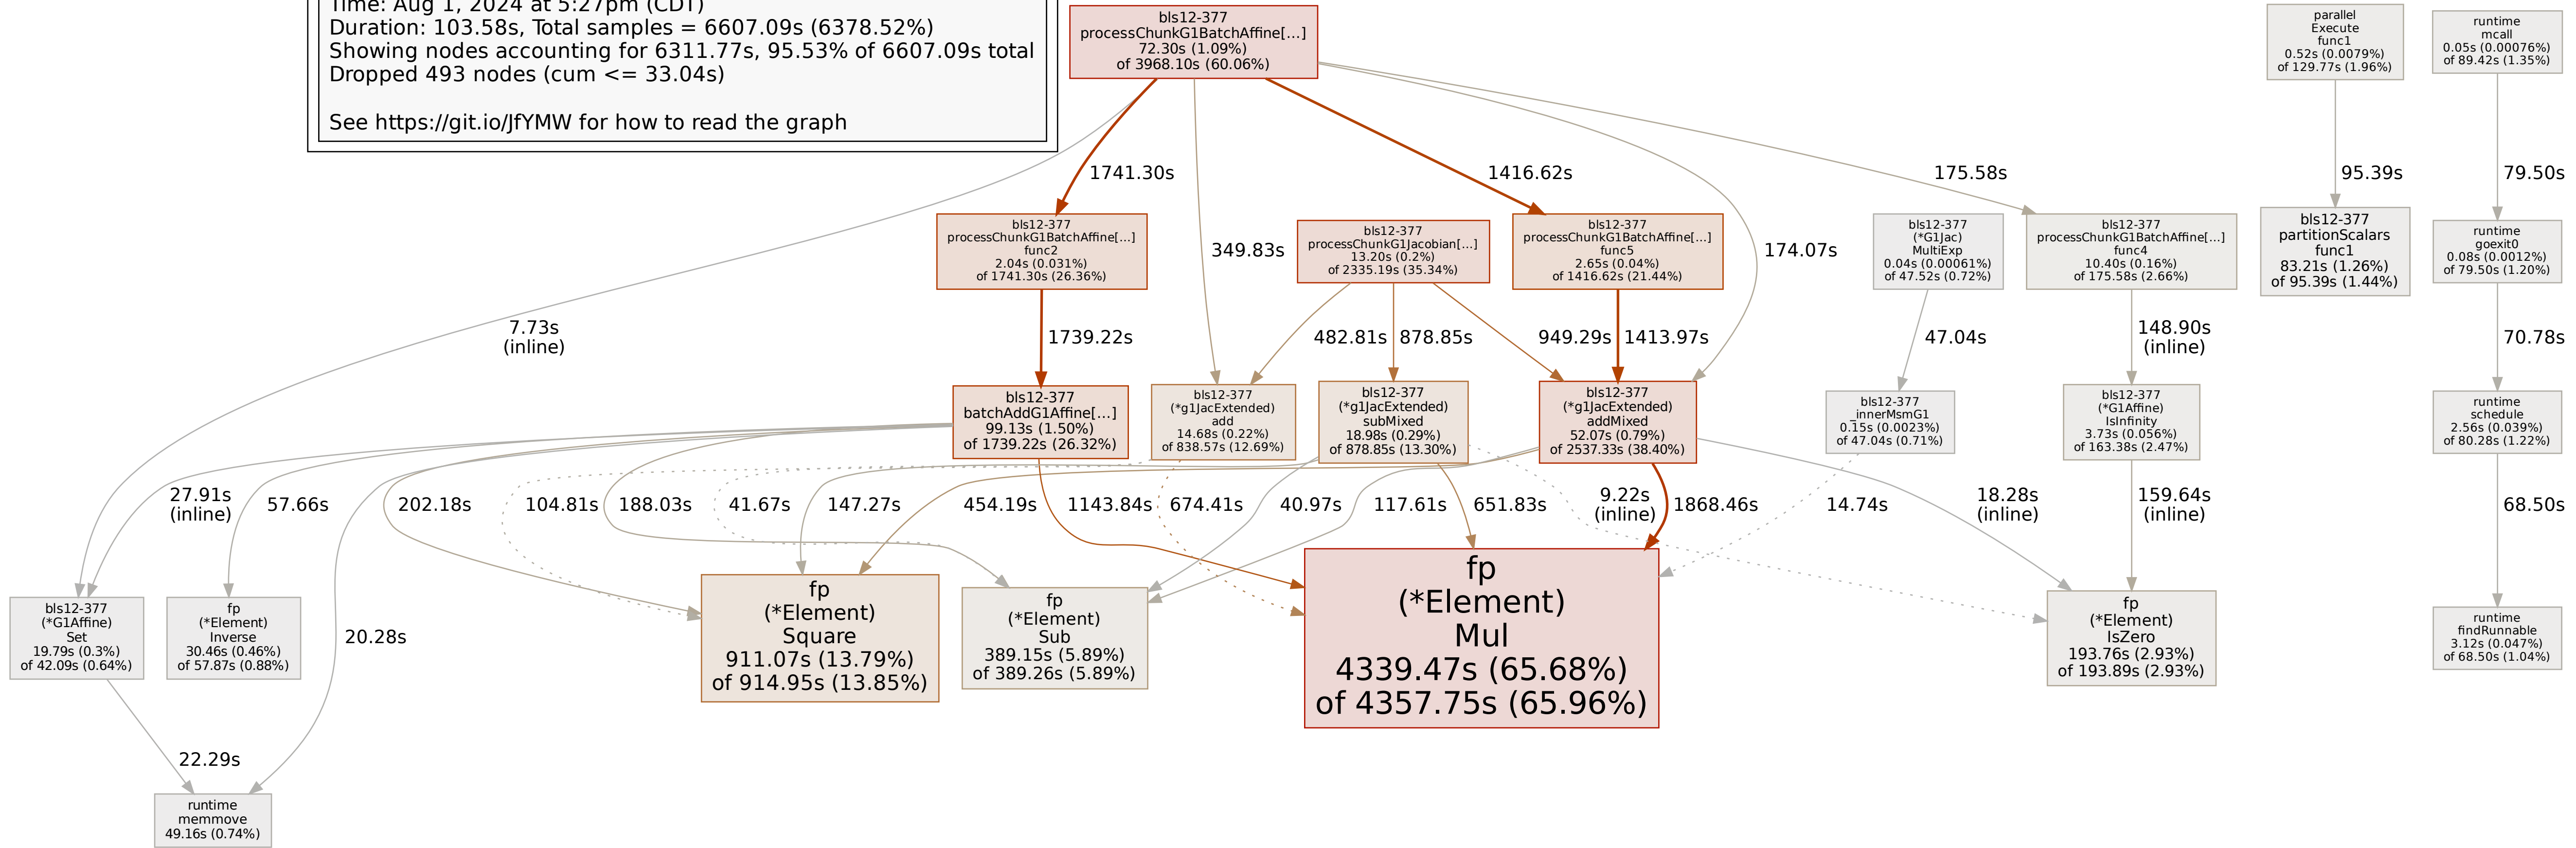 Time: Aug 1, 2024 at 5:27pm (CDT)
Duration: 103.58s, Total samples = 6607.09s (6378.52%)
Showing nodes accounting for 6311.77s, 95.53% of 6607.09s total
Dropped 493 nodes (cum <= 33.04s)
See https://git.io/JfYMW for how to read the graph
bls12-377
processChunkG1BatchAffine[...]
72.30s (1.09%)
of 3968.10s (60.06%)
parallel
Execute
func1
0.52s (0.0079%)
of 129.77s (1.96%)
runtime
mcall
0.05s (0.00076%)
of 89.42s (1.35%)
1741.30s
1416.62s
175.58s
95.39s
79.50s
bls12-377
processChunkG1BatchAffine[...]
func2
2.04s (0.031%)
of 1741.30s (26.36%)
349.83s
bls12-377
processChunkG1Jacobian[...]
13.20s (0.2%)
of 2335.19s (35.34%)
bls12-377
processChunkG1BatchAffine[...]
func5
2.65s (0.04%)
of 1416.62s (21.44%)
174.07s
bls12-377
(*G1Jac)
MultiExp
0.04s (0.00061%)
of 47.52s (0.72%)
bls12-377
processChunkG1BatchAffine[...]
func4
10.40s (0.16%)
of 175.58s (2.66%)
bls12-377
partitionScalars
func1
83.21s (1.26%)
of 95.39s (1.44%)
runtime
goexit0
0.08s (0.0012%)
of 79.50s (1.20%)
7.73s
(inline)
1739.22s
482.81s
878.85s
949.29s
1413.97s
47.04s
148.90s
(inline)
70.78s
bls12-377
batchAddG1Affine[...]
99.13s (1.50%)
of 1739.22s (26.32%)
bls12-377
(*g1JacExtended)
add
14.68s (0.22%)
of 838.57s (12.69%)
bls12-377
(*g1JacExtended)
subMixed
18.98s (0.29%)
of 878.85s (13.30%)
bls12-377
(*g1JacExtended)
addMixed
52.07s (0.79%)
of 2537.33s (38.40%)
bls12-377
_innerMsmG1
0.15s (0.0023%)
of 47.04s (0.71%)
bls12-377
(*G1Affine)
IsInfinity
3.73s (0.056%)
of 163.38s (2.47%)
runtime
schedule
2.56s (0.039%)
of 80.28s (1.22%)
27.91s
(inline)
57.66s
202.18s
104.81s
188.03s
41.67s
147.27s
454.19s
1143.84s
674.41s
40.97s
117.61s
651.83s
9.22s
(inline)
1868.46s
14.74s
18.28s
(inline)
159.64s
(inline)
68.50s
bls12-377
(*G1Affine)
Set
19.79s (0.3%)
of 42.09s (0.64%)
fp
(*Element)
Inverse
30.46s (0.46%)
of 57.87s (0.88%)
20.28s
fp
(*Element)
Square
911.07s (13.79%)
of 914.95s (13.85%)
fp
(*Element)
Sub
389.15s (5.89%)
of 389.26s (5.89%)
fp
(*Element)
Mul
4339.47s (65.68%)
of 4357.75s (65.96%)
fp
(*Element)
IsZero
193.76s (2.93%)
of 193.89s (2.93%)
runtime
findRunnable
3.12s (0.047%)
of 68.50s (1.04%)
22.29s
runtime
memmove
49.16s (0.74%)